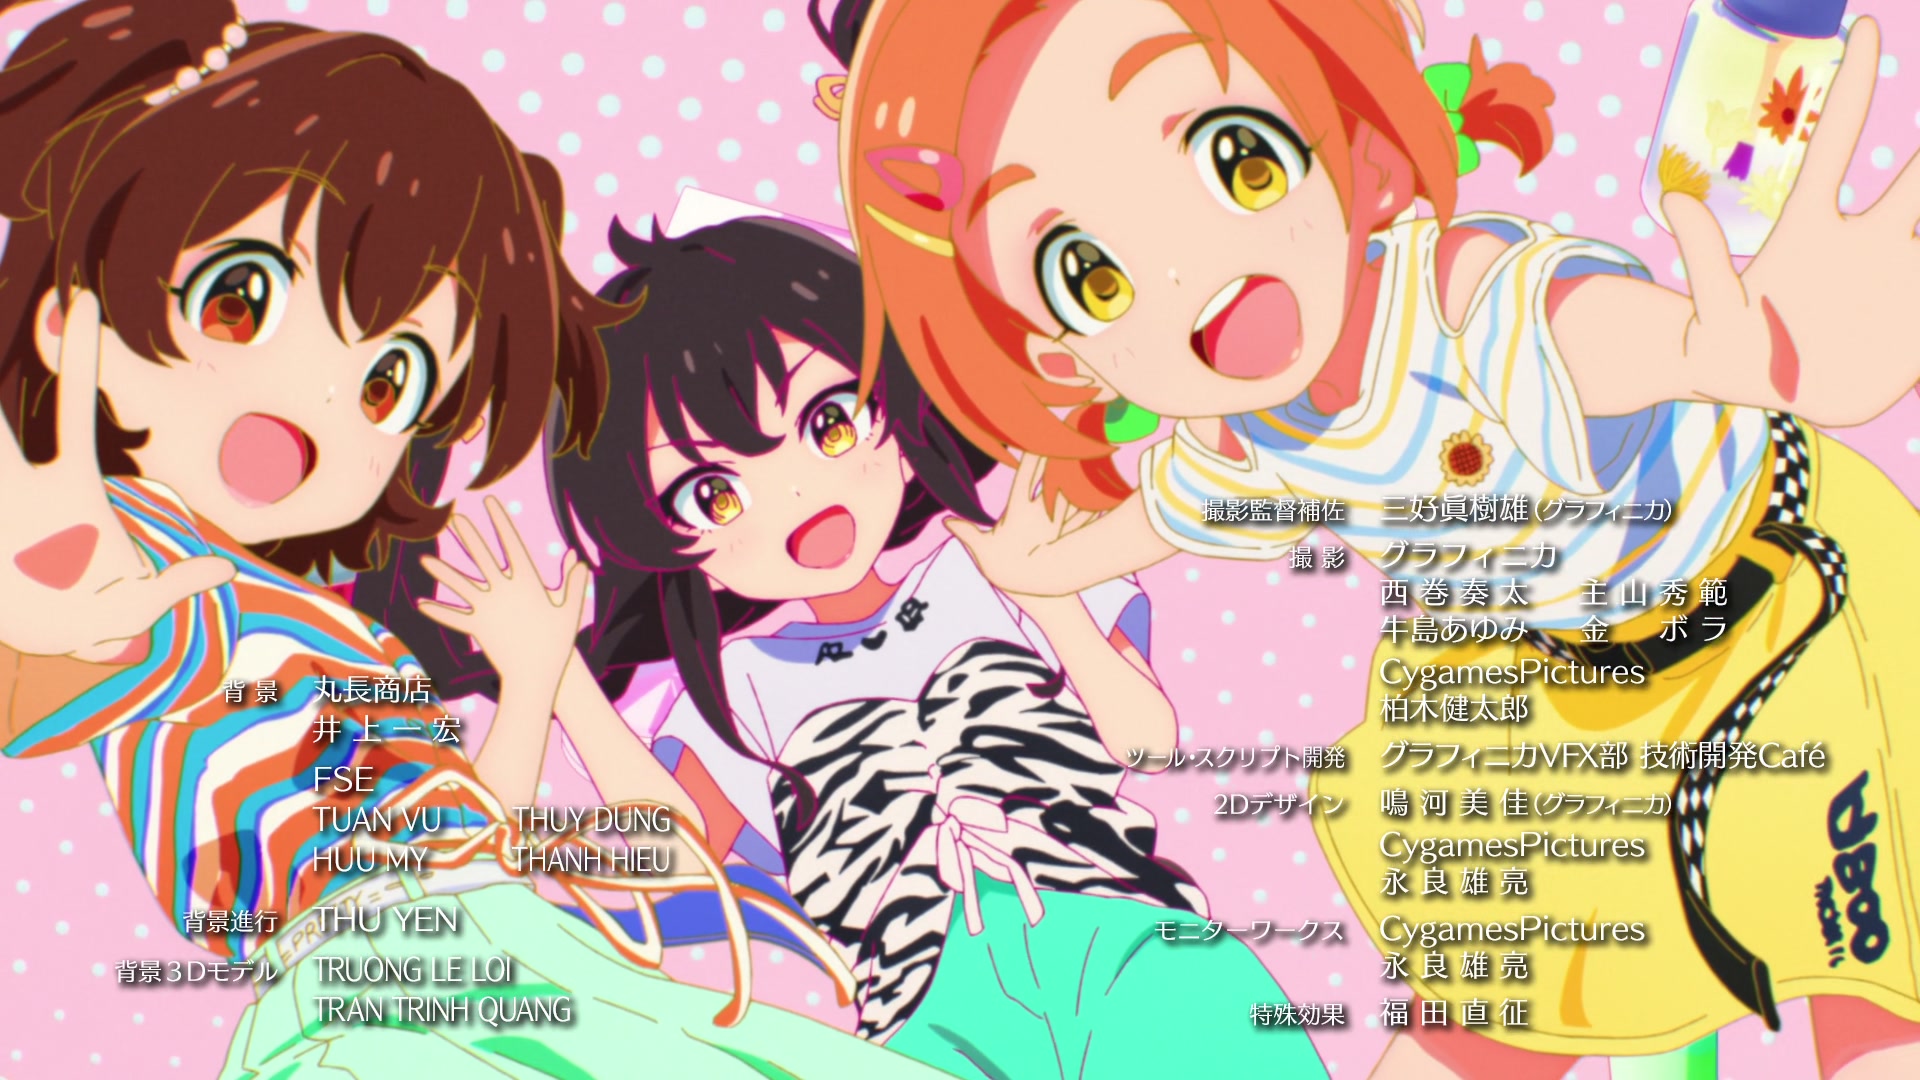 背景 丸長商店
井上一宏
FSE
TUAN VU THUY DUNG
HUU MY THANH HIEU
背景進行 THU YEN
背景3Dモデル TRUONG LE LOI
TRAN TRINH QUANG
撮影監督補佐 三好眞樹雄(グラフィニカ)
撮影 グラフィニカ
西巻奏太 主山秀範
牛島あゆみ 金ボラ
CygamesPictures
柏木健太郎
ツール・スクリプト開発 グラフィニカVFX部 技術開発Café
2Dデザイン 鳴河美佳(グラフィニカ)
CygamesPictures
永良雄亮
モニターワークス CygamesPictures
永良雄亮
特殊効果 福田直征